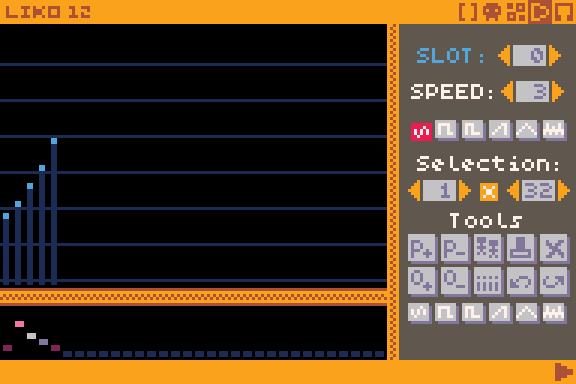 LIKO 12
SLOT: 0
SPEED: 3
Selection:
1 32
Tools
P+ P-
O+ O-